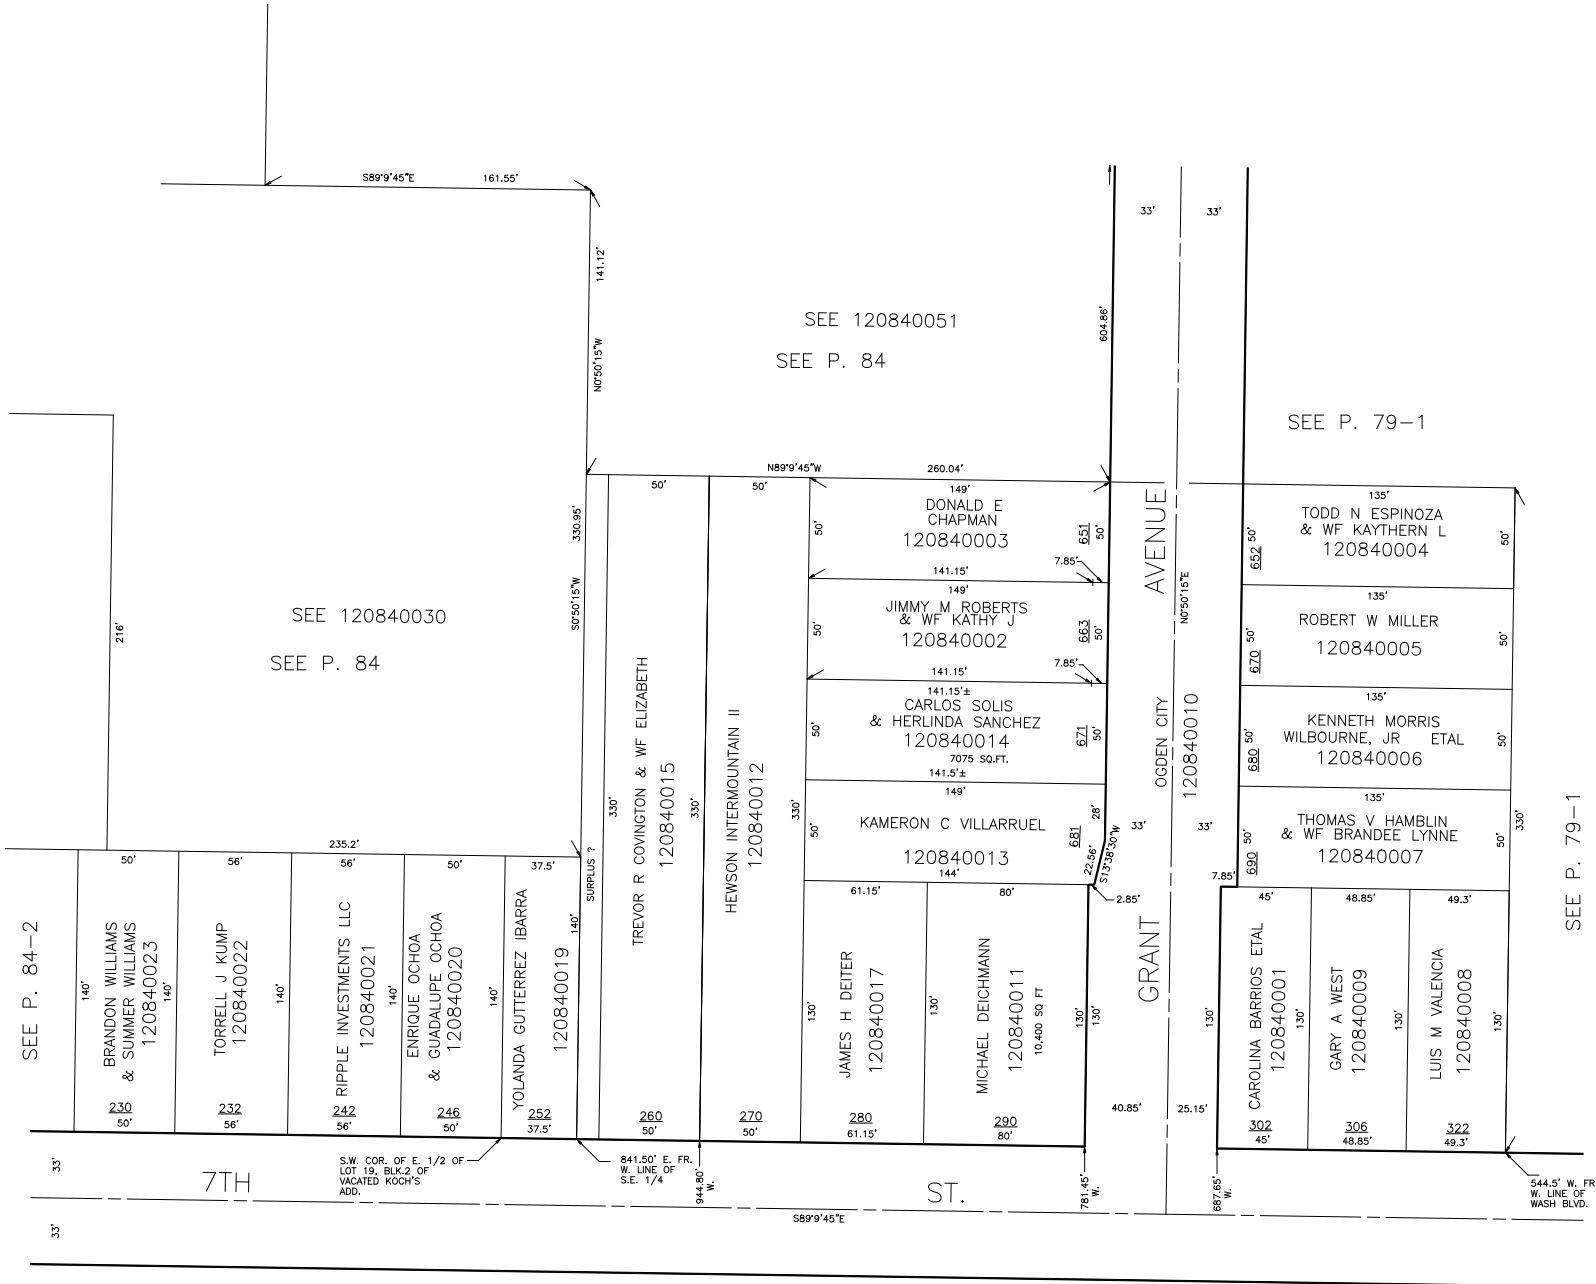 S89°9'45"E
161.55'
141.12'
N0°50'15"W
SEE 120840051
SEE P. 84
604.86'
33'
33'
SEE P. 79-1
N89°9'45"W
260.04'
216'
SEE 120840030
SEE P. 84
330.95'
S0°50'15"W
235.2'
SURPLUS ?
50'
330'
TREVOR R COVINGTON & WF ELIZABETH
120840015
330'
260
50'
50'
HEWSON INTERMOUNTAIN II
120840012
330'
270
50'
149'
DONALD E
CHAPMAN
120840003
50'
651
50'
7.85'
141.15'
149'
JIMMY M ROBERTS
& WF KATHY J
120840002
50'
663
50'
7.85'
141.15'
141.15'±
CARLOS SOLIS
& HERLINDA SANCHEZ
120840014
7075 SQ.FT.
50'
671
50'
141.5'±
149'
KAMERON C VILLARRUEL
120840013
50'
681
28'
22.56'
S13°38'30"W
144'
2.85'
AVENUE
N0°50'15"E
OGDEN CITY
120840010
33'
33'
GRANT
40.85'
25.15'
135'
TODD N ESPINOZA
& WF KAYTHERN L
120840004
50'
652
50'
135'
ROBERT W MILLER
120840005
50'
670
50'
135'
KENNETH MORRIS
WILBOURNE, JR ETAL
120840006
50'
680
50'
135'
THOMAS V HAMBLIN
& WF BRANDEE LYNNE
120840007
50'
690
50'
7.85'
330'
SEE P. 79-1
SEE P. 84-2
50'
140'
BRANDON WILLIAMS
& SUMMER WILLIAMS
120840023
140'
230
50'
56'
TORRELL J KUMP
120840022
140'
232
56'
56'
RIPPLE INVESTMENTS LLC
120840021
140'
242
56'
50'
ENRIQUE OCHOA
& GUADALUPE OCHOA
120840020
140'
246
50'
37.5'
YOLANDA GUTTERREZ IBARRA
120840019
140'
252
37.5'
61.15'
130'
JAMES H DEITER
120840017
130'
280
61.15'
80'
MICHAEL DEICHMANN
120840011
10,400 SQ FT
130'
130'
290
80'
130'
45'
CAROLINA BARRIOS ETAL
120840001
130'
302
45'
48.85'
GARY A WEST
120840009
130'
306
48.85'
49.3'
LUIS M VALENCIA
120840008
130'
322
49.3'
33'
33'
7TH
S.W. COR. OF E. 1/2 OF
LOT 19, BLK.2 OF
VACATED KOCH'S
ADD.
841.50' E. FR.
W. LINE OF
S.E. 1/4
944.80'
W.
ST.
S89°9'45"E
781.45'
W.
687.65'
W.
544.5' W. FR
W. LINE OF
WASH BLVD.